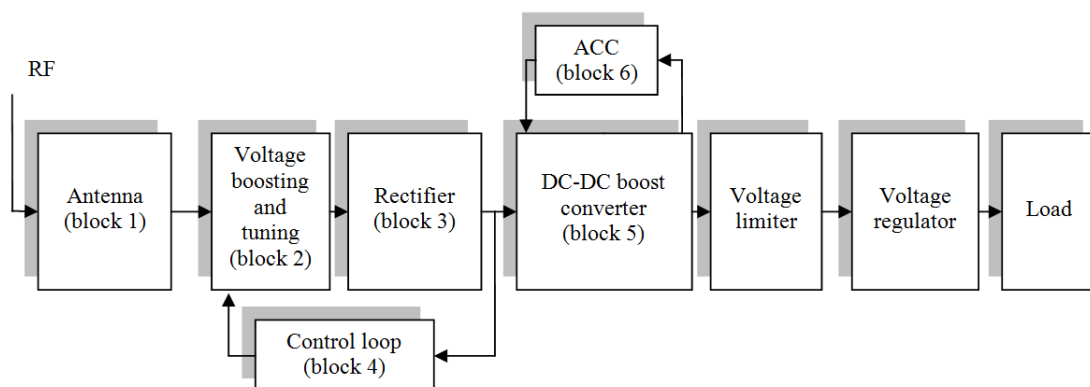 RF
Antenna
(block 1)
Voltage
boosting
and
tuning
(block 2)
Rectifier
(block 3)
Control loop
(block 4)
ACC
(block 6)
DC-DC boost
converter
(block 5)
Voltage
limiter
Voltage
regulator
Load